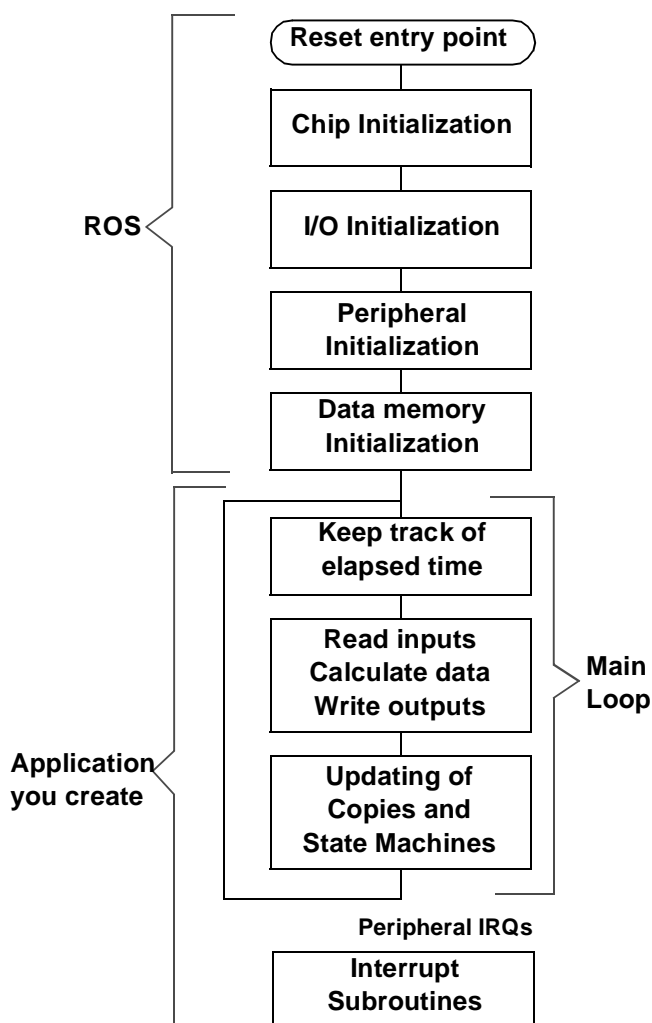 Reset entry point
Chip Initialization
ROS
I/O Initialization
Peripheral
Initialization
Data memory
Initialization
Keep track of
elapsed time
Read inputs
Calculate data
Write outputs
Main
Loop
Application
you create
Updating of
Copies and
State Machines
Peripheral IRQs
Interrupt
Subroutines